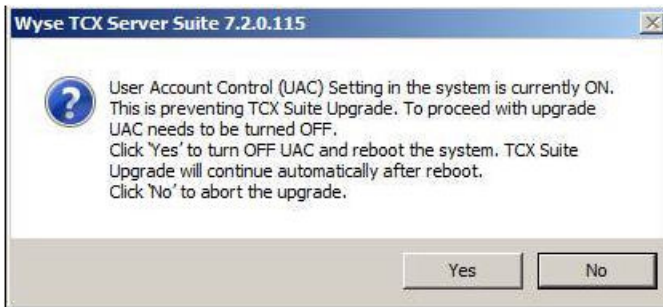 Wyse TCX Server Suite 7.2.0.115
User Account Control (UAC) Setting in the system is currently ON.
This is preventing TCX Suite Upgrade. To proceed with upgrade
UAC needs to be turned OFF.
Click 'Yes' to turn OFF UAC and reboot the system. TCX Suite
Upgrade will continue automatically after reboot.
Click 'No' to abort the upgrade.
Yes
No